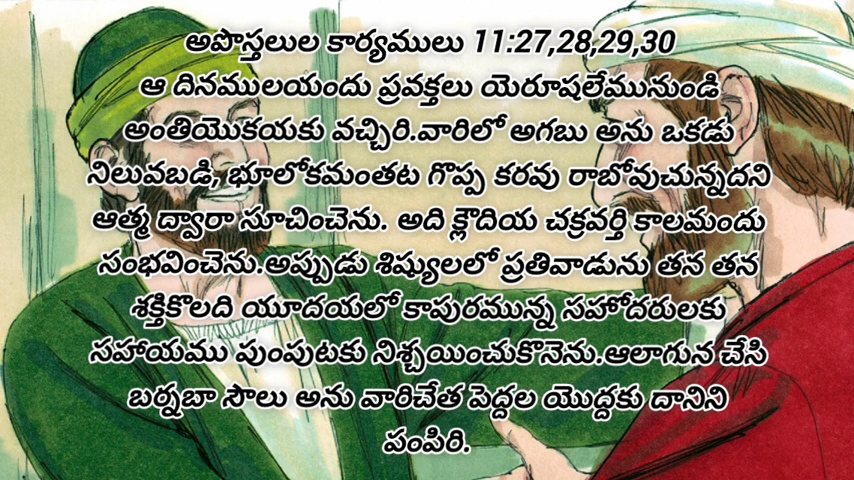 అపొస్తలుల కార్యములు 11:27,28,29,30
ఆ దినములయందు ప్రవక్తలు యెరూషలేమునుండి
అంతియొకయకు వచ్చిరి.వారిలో అగబు అను ఒకడు
నిలువబడి, భూలోకమంతట గొప్ప కరవు రాబోవుచున్నదని
ఆత్మ ద్వారా సూచించెను. అది క్లౌదియ చక్రవర్తి కాలమందు
సంభవించెను.అప్పుడు శిష్యులలో ప్రతివాడును తన తన
శక్తికొలది యూదయలో కాపురమున్న సహోదరులకు
సహాయము పుంపుటకు నిశ్చయించుకొనెను.ఆలాగున చేసి
బర్నబా సౌలు అను వారిచేత పెద్దల యొద్దకు దానిని
పంపిరి.